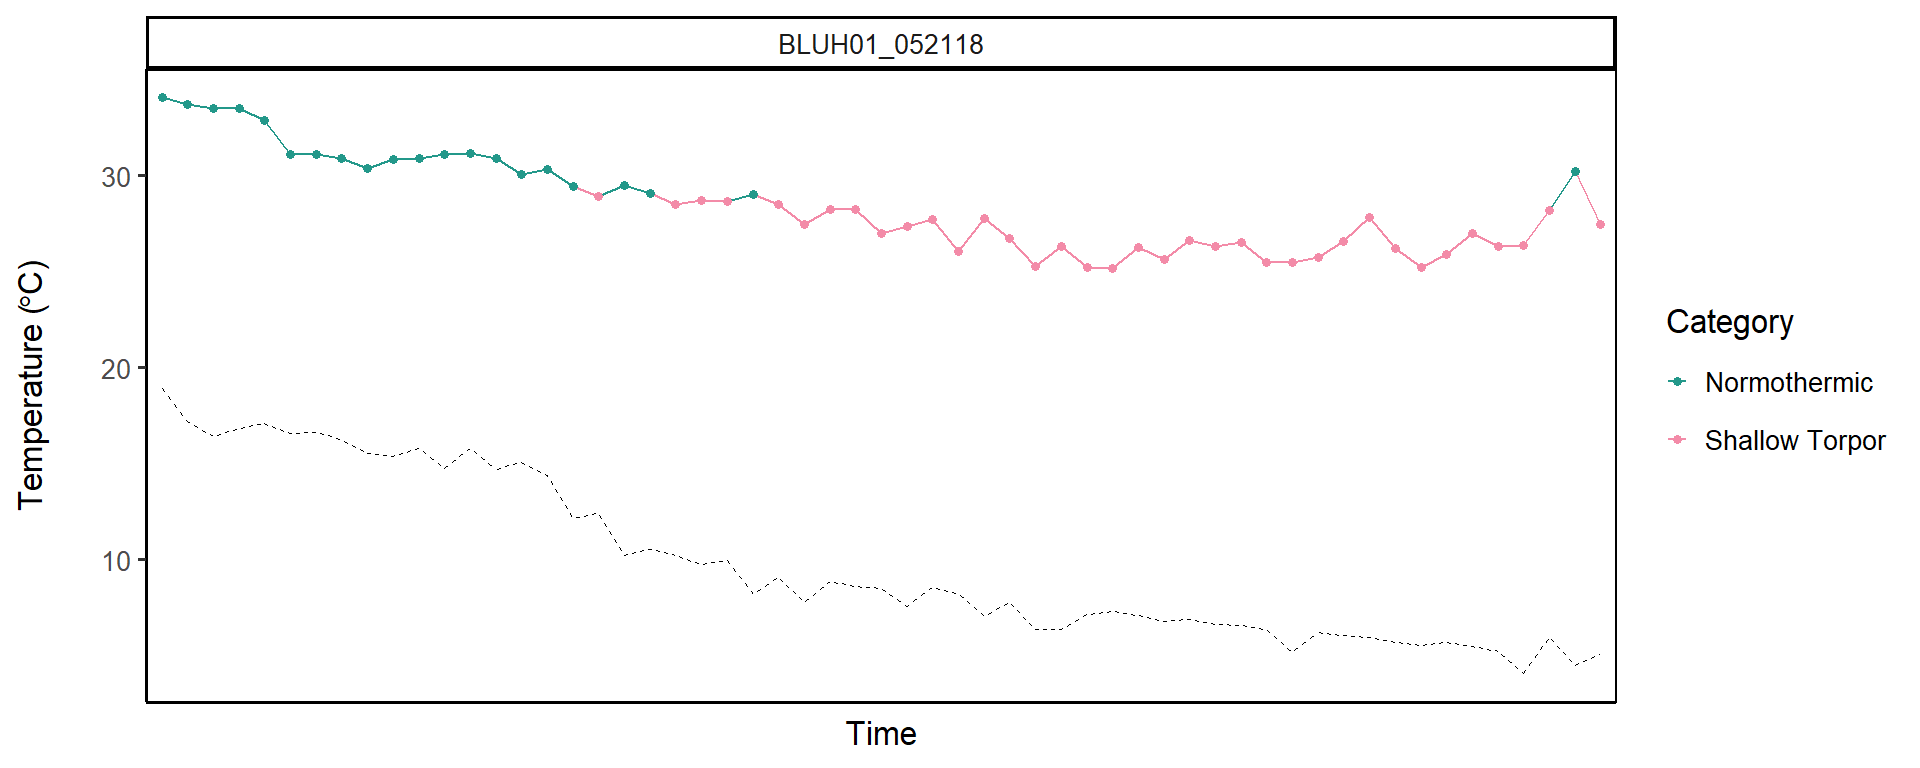 BLUH01_052118
30
20
10
Temperature (°C)
Time
Category
Normothermic
Shallow Torpor